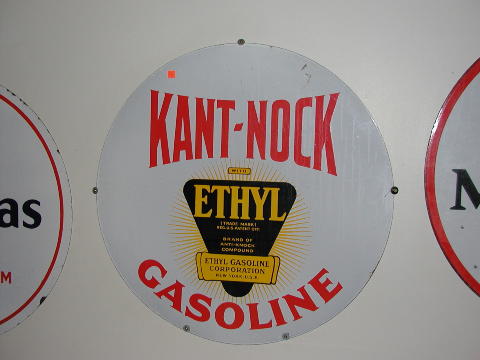 KANT-NOCK
WITH
ETHYL
(TRADE MARK)
REG. U.S. PATENT OFF.
BRAND OF
ANTI-KNOCK
COMPOUND
ETHYL GASOLINE
CORPORATION
NEW YORK, U.S.A.
GASOLINE
as
M
M